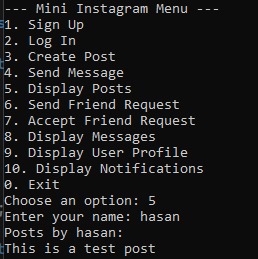 --- Mini Instagram Menu ---
1. Sign Up
2. Log In
3. Create Post
4. Send Message
5. Display Posts
6. Send Friend Request
7. Accept Friend Request
8. Display Messages
9. Display User Profile
10. Display Notifications
0. Exit
Choose an option: 5
Enter your name: hasan
Posts by hasan:
This is a test post